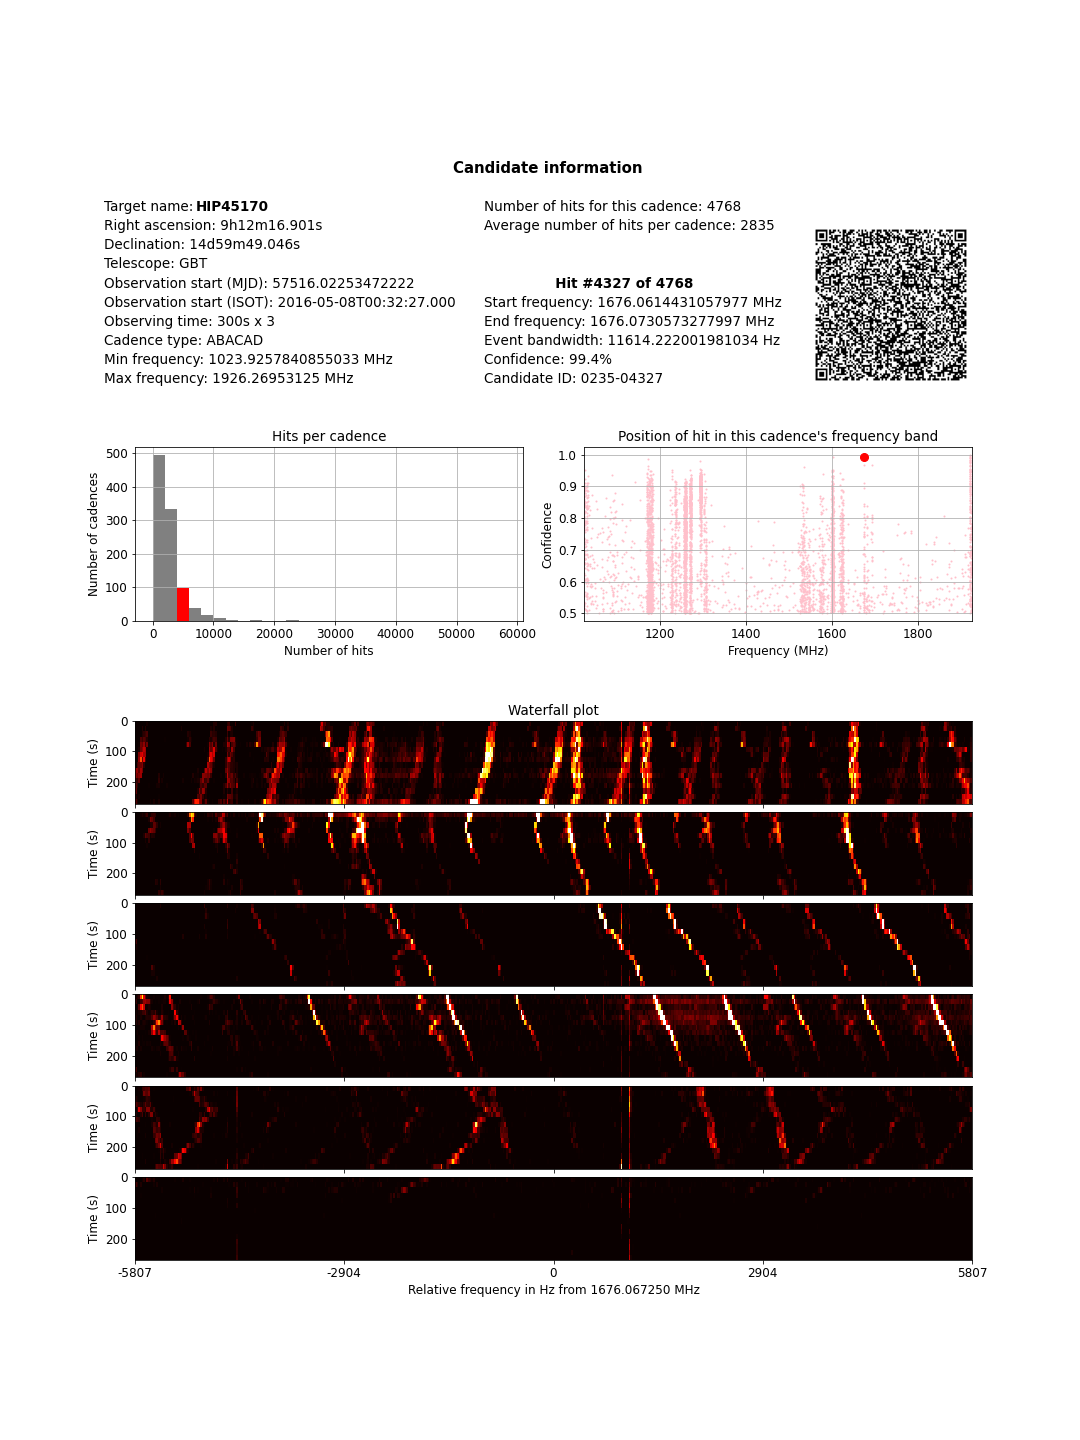 Candidate information
Target name: HIP45170
Right ascension: 9h12m16.901s
Declination: 14d59m49.046s
Telescope: GBT
Observation start (MJD): 57516.02253472222
Observation start (ISOT): 2016-05-08T00:32:27.000
Observing time: 300s x 3
Cadence type: ABACAD
Min frequency: 1023.9257840855033 MHz
Max frequency: 1926.26953125 MHz
Number of hits for this cadence: 4768
Average number of hits per cadence: 2835
Hit #4327 of 4768
Start frequency: 1676.0614431057977 MHz
End frequency: 1676.0730573277997 MHz
Event bandwidth: 11614.222001981034 Hz
Confidence: 99.4%
Candidate ID: 0235-04327
Hits per cadence
500
400
300
200
100
0
Number of cadences
0 10000 20000 30000 40000 50000 60000
Number of hits
Position of hit in this cadence's frequency band
1.0
0.9
0.8
0.7
0.6
0.5
Confidence
1200 1400 1600 1800
Frequency (MHz)
Waterfall plot
0
100
200
Time (s)
0
100
200
Time (s)
0
100
200
Time (s)
0
100
200
Time (s)
0
100
200
Time (s)
0
100
200
Time (s)
-5807 -2904 0 2904 5807
Relative frequency in Hz from 1676.067250 MHz